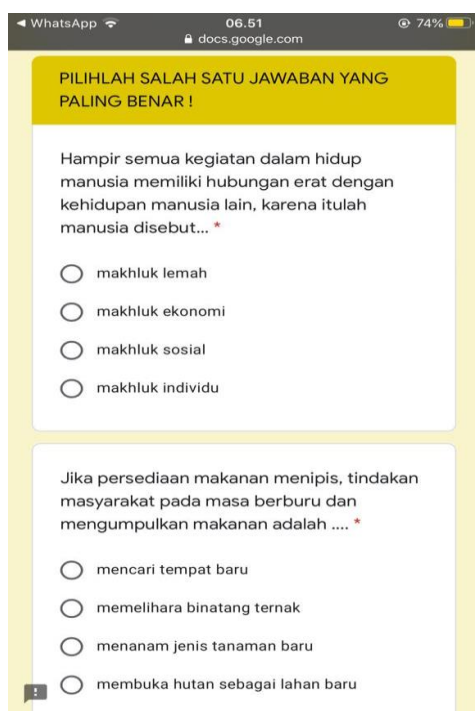 WhatsApp 06.51 74%
docs.google.com
PILIHLAH SALAH SATU JAWABAN YANG
PALING BENAR !
Hampir semua kegiatan dalam hidup
manusia memiliki hubungan erat dengan
kehidupan manusia lain, karena itulah
manusia disebut... *
makhluk lemah
makhluk ekonomi
makhluk sosial
makhluk individu
Jika persediaan makanan menipis, tindakan
masyarakat pada masa berburu dan
mengumpulkan makanan adalah .... *
mencari tempat baru
memelihara binatang ternak
menanam jenis tanaman baru
membuka hutan sebagai lahan baru